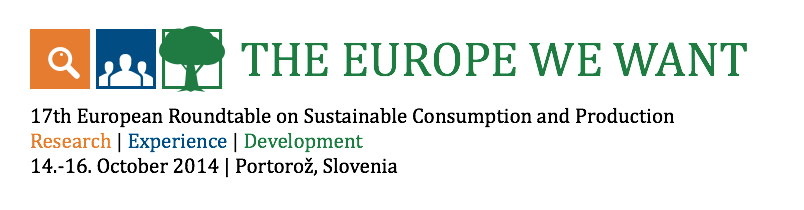 THE EUROPE WE WANT
17th European Roundtable on Sustainable Consumption and Production
Research | Experience | Development
14.-16. October 2014 | Portorož, Slovenia